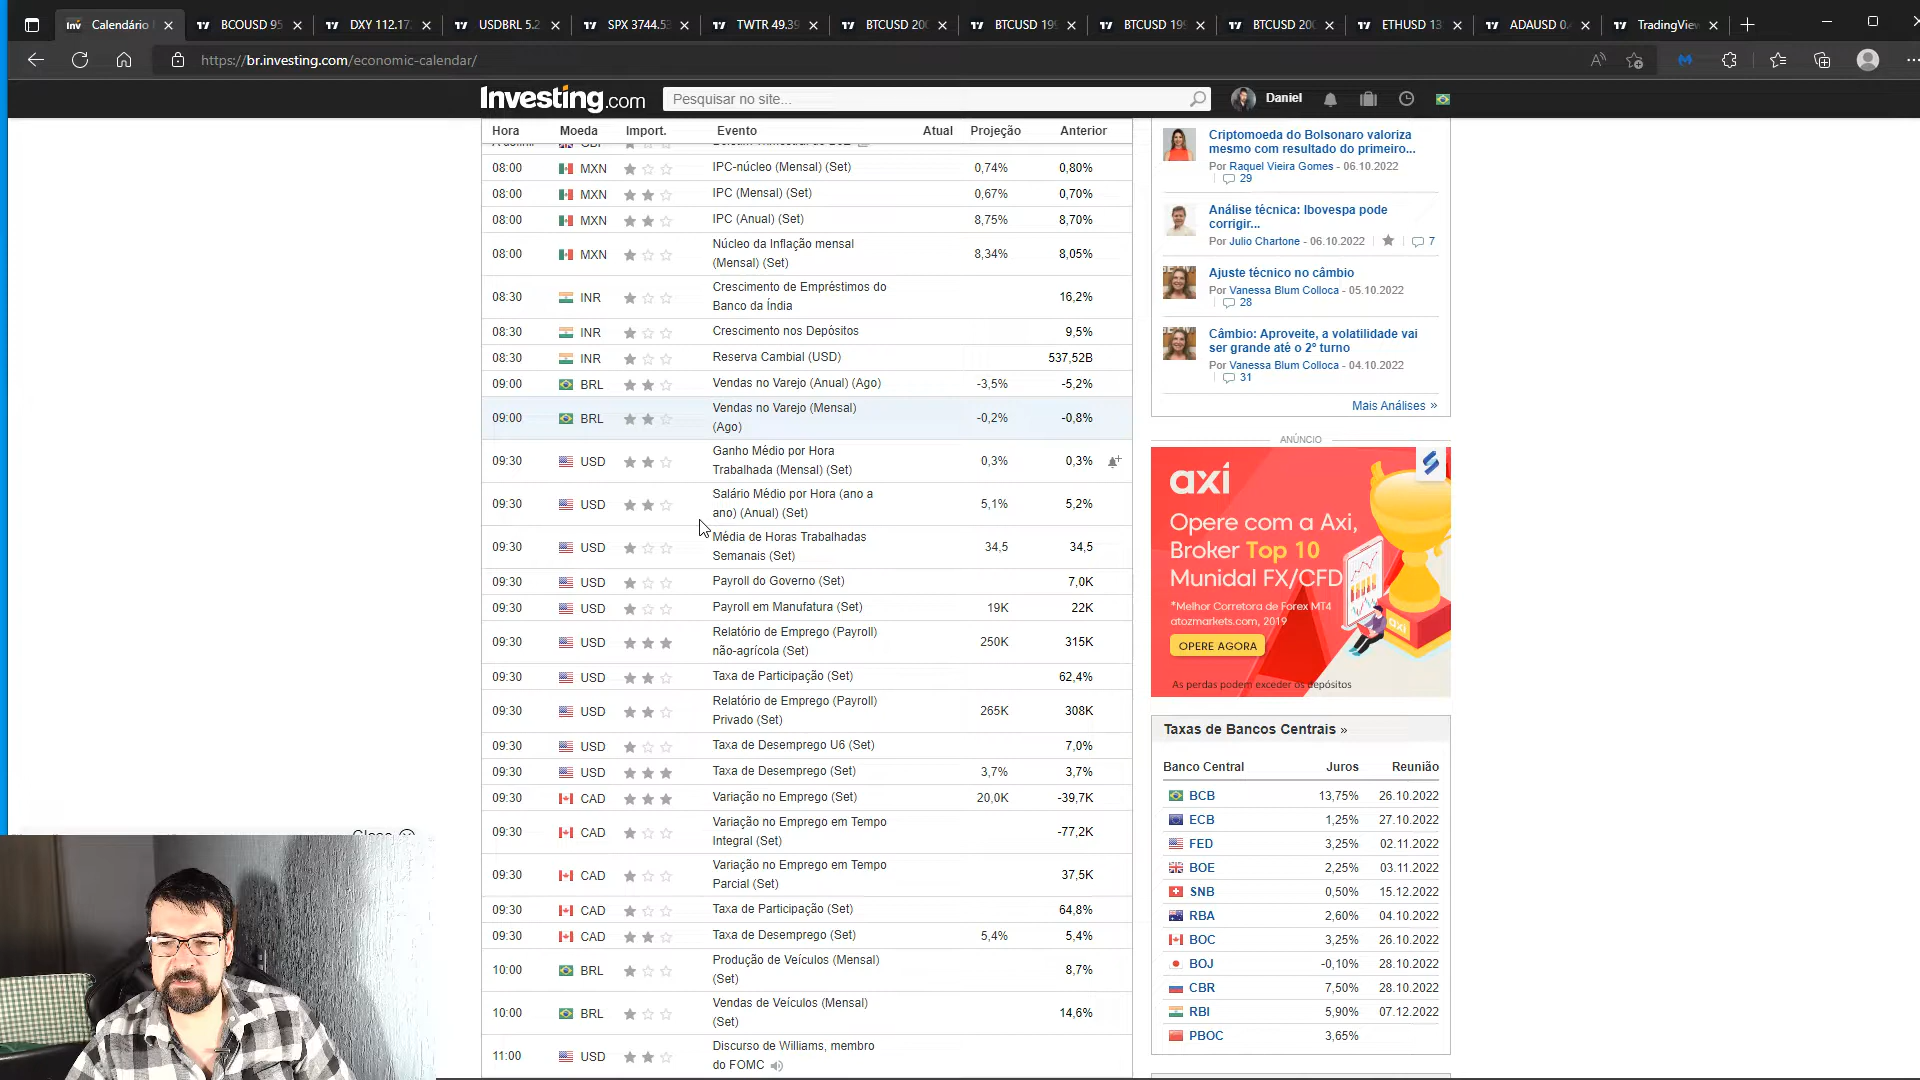 Calendário
BCOUSD 95
DXY 112.17
USDBRL 5.2
SPX 3744.53
TWTR 49.39
BTCUSD 200
BTCUSD 199
BTCUSD 199
BTCUSD 200
ETHUSD 13
ADAUSD 0.
TradingView
https://br.investing.com/economic-calendar/
Investing.com
Pesquisar no site...
Daniel
Hora Moeda Import. Evento Atual Projeção Anterior
08:00 MXN IPC-núcleo (Mensal) (Set) 0,74% 0,80%
08:00 MXN IPC (Mensal) (Set) 0,67% 0,70%
08:00 MXN IPC (Anual) (Set) 8,75% 8,70%
08:00 MXN Núcleo da Inflação mensal 8,34% 8,05%
(Mensal) (Set)
08:30 INR Crescimento de Empréstimos do 16,2%
Banco da Índia
08:30 INR Crescimento nos Depósitos 9,5%
08:30 INR Reserva Cambial (USD) 537,52B
09:00 BRL Vendas no Varejo (Anual) (Ago) -3,5% -5,2%
09:00 BRL Vendas no Varejo (Mensal) -0,2% -0,8%
(Ago)
09:30 USD Ganho Médio por Hora 0,3% 0,3%
Trabalhada (Mensal) (Set)
09:30 USD Salário Médio por Hora (ano a 5,1% 5,2%
ano) (Anual) (Set)
09:30 USD Média de Horas Trabalhadas 34,5 34,5
Semanais (Set)
09:30 USD Payroll do Governo (Set) 7,0K
09:30 USD Payroll em Manufatura (Set) 19K 22K
09:30 USD Relatório de Emprego (Payroll) 250K 315K
não-agrícola (Set)
09:30 USD Taxa de Participação (Set) 62,4%
09:30 USD Relatório de Emprego (Payroll) 265K 308K
Privado (Set)
09:30 USD Taxa de Desemprego U6 (Set) 7,0%
09:30 USD Taxa de Desemprego (Set) 3,7% 3,7%
09:30 CAD Variação no Emprego (Set) 20,0K -39,7K
09:30 CAD Variação no Emprego em Tempo -77,2K
Integral (Set)
09:30 CAD Variação no Emprego em Tempo 37,5K
Parcial (Set)
09:30 CAD Taxa de Participação (Set) 64,8%
09:30 CAD Taxa de Desemprego (Set) 5,4% 5,4%
10:00 BRL Produção de Veículos (Mensal) 8,7%
(Set)
10:00 BRL Vendas de Veículos (Mensal) 14,6%
(Set)
11:00 USD Discurso de Williams, membro
do FOMC
Criptomoeda do Bolsonaro valoriza
mesmo com resultado do primeiro...
Por Raquel Vieira Gomes - 06.10.2022
29
Análise técnica: Ibovespa pode
corrigir...
Por Julio Chartone - 06.10.2022 7
Ajuste técnico no câmbio
Por Vanessa Blum Colloca - 05.10.2022
28
Câmbio: Aproveite, a volatilidade vai
ser grande até o 2º turno
Por Vanessa Blum Colloca - 04.10.2022
31
Mais Análises »
ANÚNCIO
axi
Opere com a Axi,
Broker Top 10
Munidal FX/CFD
*Melhor Corretora de Forex MT4
atozmarkets.com, 2019
OPERE AGORA
axi
As perdas podem exceder os depósitos
Taxas de Bancos Centrais »
Banco Central Juros Reunião
BCB 13,75% 26.10.2022
ECB 1,25% 27.10.2022
FED 3,25% 02.11.2022
BOE 2,25% 03.11.2022
SNB 0,50% 15.12.2022
RBA 2,60% 04.10.2022
BOC 3,25% 26.10.2022
BOJ -0,10% 28.10.2022
CBR 7,50% 28.10.2022
RBI 5,90% 07.12.2022
PBOC 3,65%